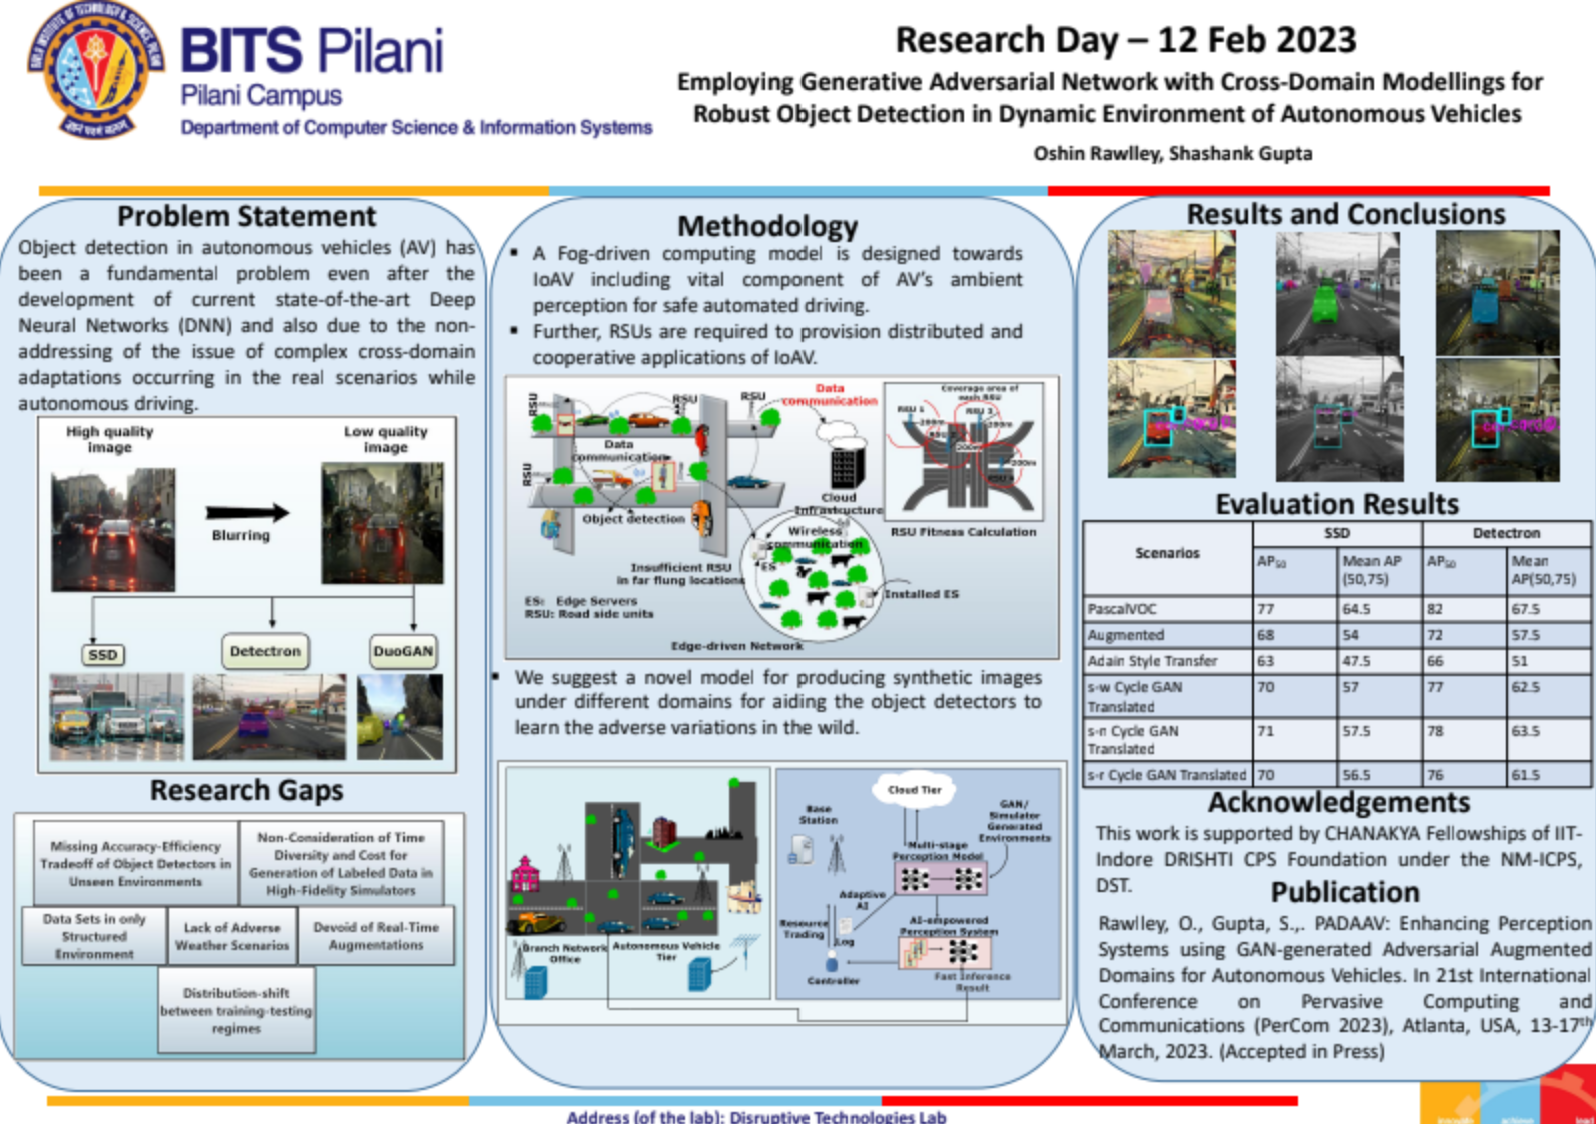 BITS Pilani
Pilani Campus
Department of Computer Science & Information Systems
Research Day – 12 Feb 2023
Employing Generative Adversarial Network with Cross-Domain Modellings for
Robust Object Detection in Dynamic Environment of Autonomous Vehicles
Oshin Rawlley, Shashank Gupta
Problem Statement
Object detection in autonomous vehicles (AV) has
been a fundamental problem even after the
development of current state-of-the-art Deep
Neural Networks (DNN) and also due to the non-
addressing of the issue of complex cross-domain
adaptations occurring in the real scenarios while
autonomous driving.
High quality
image
Low quality
image
Blurring
SSD
Detectron
DuoGAN
Research Gaps
Missing Accuracy-Efficiency
Tradeoff of Object Detectors in
Unseen Environments
Non-Consideration of Time
Diversity and Cost for
Generation of Labeled Data in
High-Fidelity Simulators
Data Sets in only
Structured
Environment
Lack of Adverse
Weather Scenarios
Devoid of Real-Time
Augmentations
Distribution-shift
between training-testing
regimes
Methodology
▪ A Fog-driven computing model is designed towards
IoAV including vital component of AV's ambient
perception for safe automated driving.
▪ Further, RSUs are required to provision distributed and
cooperative applications of IoAV.
RSU
RSU
RSU
Data
communication
Data
communication
RSU
Object detection
Cloud
Infrastructure
Coverage area of
each RSU
RSU 1
RSU 3
200m
200m
200m
200m
RSU Fitness Calculation
Wireless
communication
ES
Insufficient RSU
in far flung locations
Installed ES
ES: Edge Servers
RSU: Road side units
Edge-driven Network
▪ We suggest a novel model for producing synthetic images
under different domains for aiding the object detectors to
learn the adverse variations in the wild.
Branch Network
Office
Autonomous Vehicle
Tier
Cloud Tier
Base
Station
GAN/
Simulator
Generated
Environments
Multi-stage
Perception Model
Adaptive
AI
Resource
Trading
Log
AI-empowered
Perception System
Controller
Fast Inference
Result
Results and Conclusions
Evaluation Results
Scenarios SSD Detectron
AP50 Mean AP (50,75) AP50 Mean AP(50,75)
PascalVOC 77 64.5 82 67.5
Augmented 68 54 72 57.5
Adain Style Transfer 63 47.5 66 51
s-w Cycle GAN Translated 70 57 77 62.5
s-n Cycle GAN Translated 71 57.5 78 63.5
s-r Cycle GAN Translated 70 56.5 76 61.5
Acknowledgements
This work is supported by CHANAKYA Fellowships of IIT-
Indore DRISHTI CPS Foundation under the NM-ICPS,
DST.
Publication
Rawlley, O., Gupta, S.,. PADAAV: Enhancing Perception
Systems using GAN-generated Adversarial Augmented
Domains for Autonomous Vehicles. In 21st International
Conference on Pervasive Computing and
Communications (PerCom 2023), Atlanta, USA, 13-17th
March, 2023. (Accepted in Press)
Address (of the lab): Disruptive Technologies Lab
innovate
achieve
lead